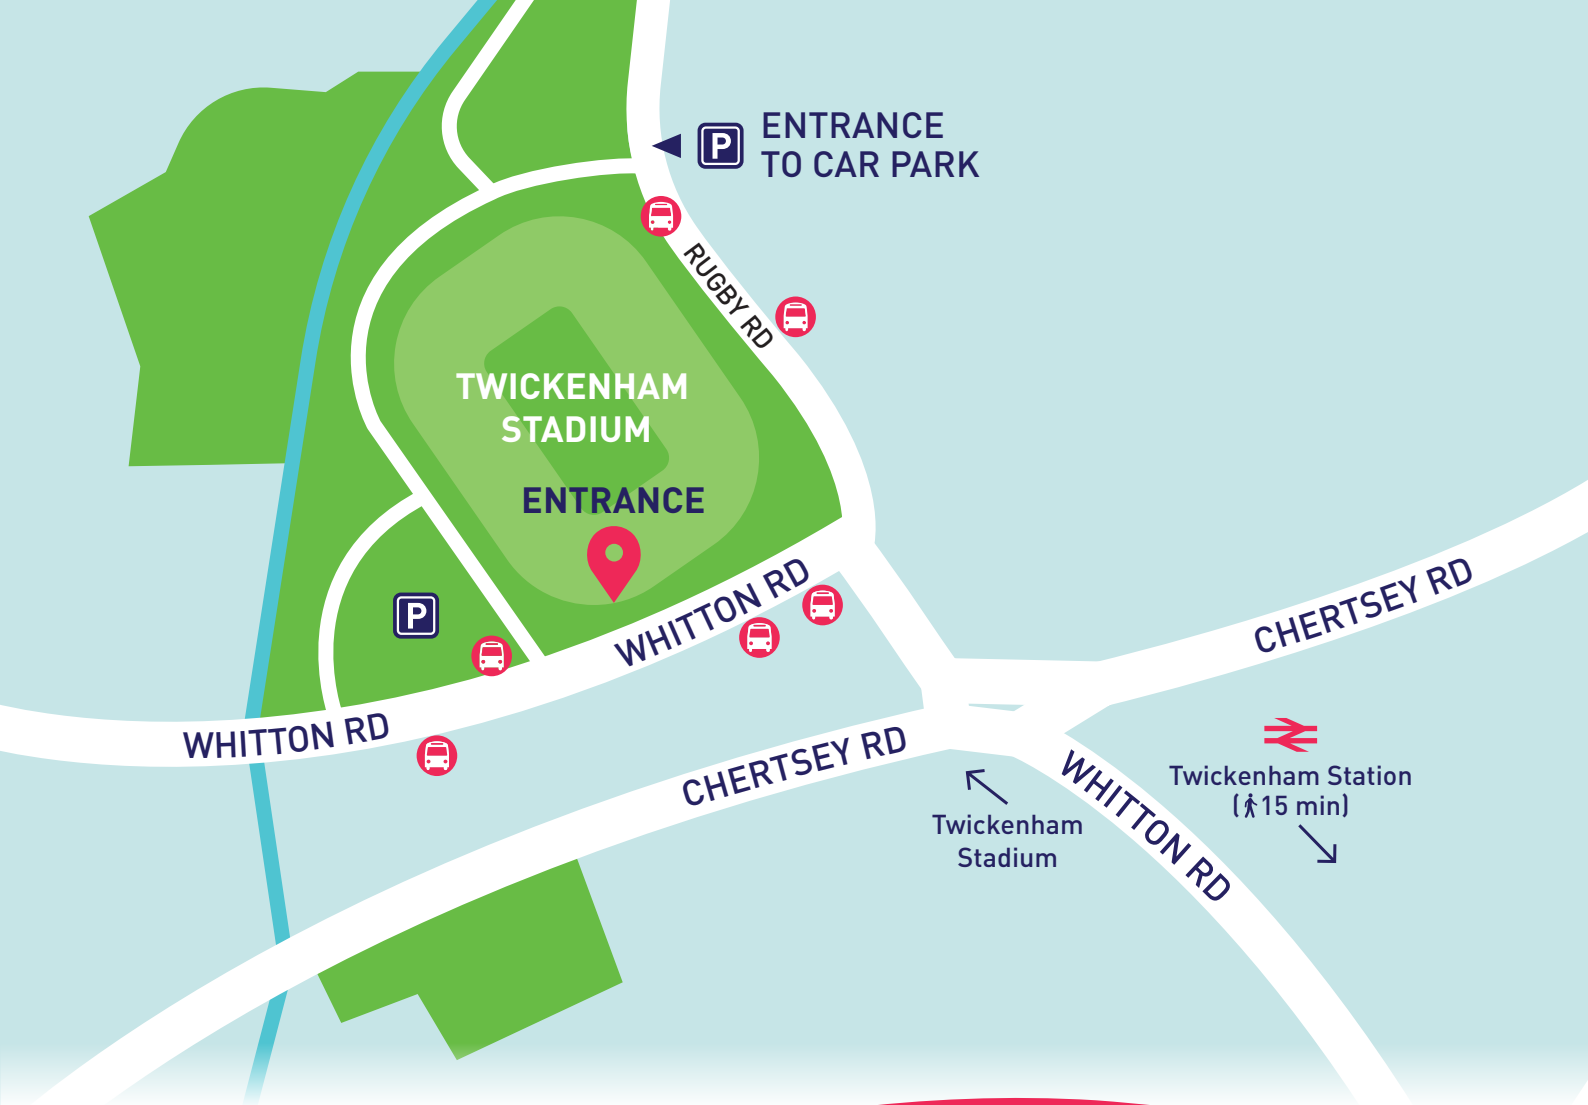 ENTRANCE
TO CAR PARK
P
RUGBY RD
TWICKENHAM
STADIUM
ENTRANCE
P
WHITTON RD
CHERTSEY RD
WHITTON RD
CHERTSEY RD
WHITTON RD
Twickenham Station
(15 min)
Twickenham
Stadium